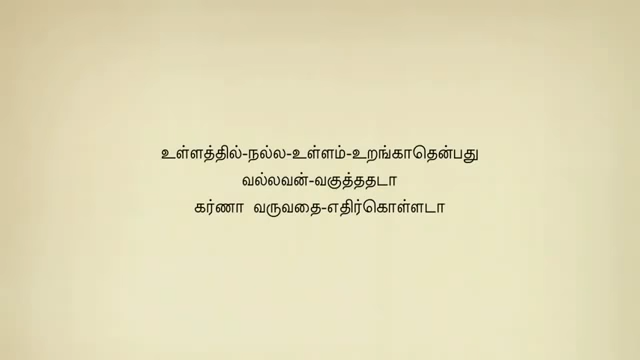 உள்ளத்தில்-நல்ல-உள்ளம்-உறங்காதென்பது
வல்லவன்-வகுத்ததடா
கர்ணா வருவதை-எதிர்கொள்ளடா